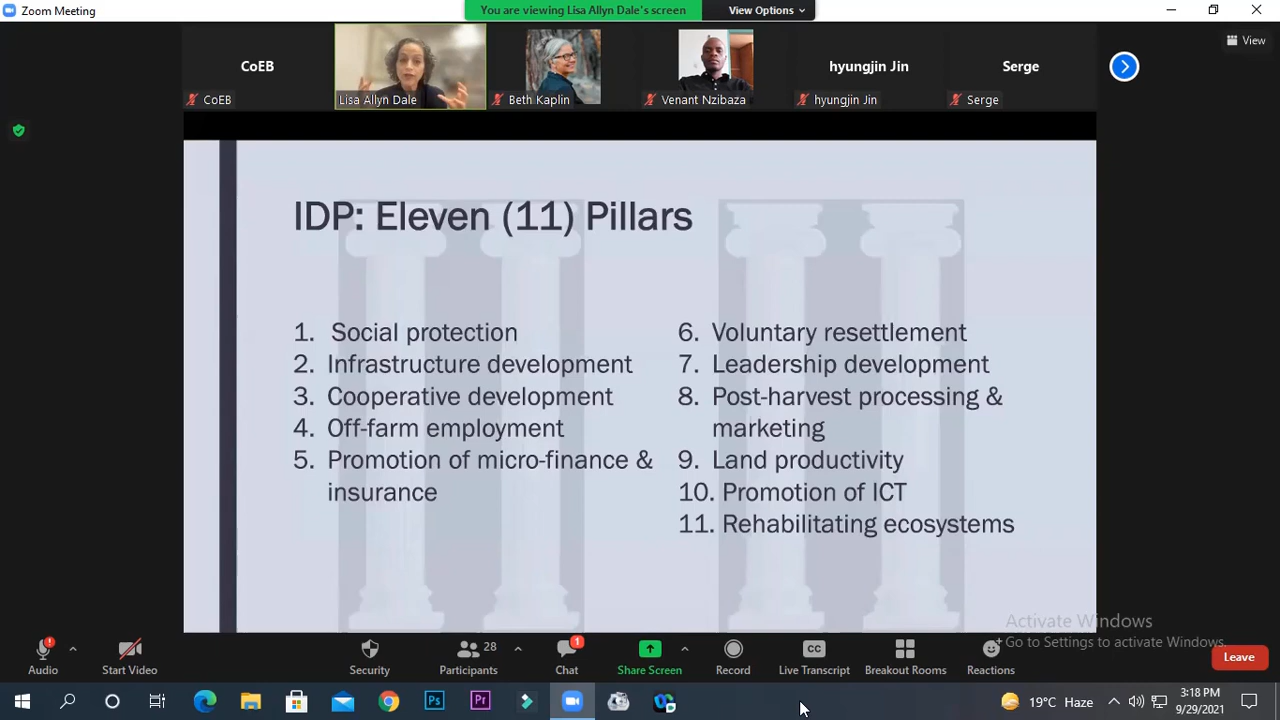 Zoom Meeting
You are viewing Lisa Allyn Dale's screen
View Options
View
CoEB
hyungjin Jin
Serge
CoEB
Lisa Allyn Dale
Beth Kaplin
Venant Nzibaza
hyungjin Jin
Serge
IDP: Eleven (11) Pillars
1. Social protection
2. Infrastructure development
3. Cooperative development
4. Off-farm employment
5. Promotion of micro-finance &
insurance
6. Voluntary resettlement
7. Leadership development
8. Post-harvest processing &
marketing
9. Land productivity
10. Promotion of ICT
11. Rehabilitating ecosystems
Activate Windows
Go to Settings to activate Windows.
Audio
Start Video
Security
Participants
28
Chat
1
Share Screen
Record
CC
Live Transcript
Breakout Rooms
Reactions
Leave
Ps
Pr
19°C Haze
3:18 PM
9/29/2021